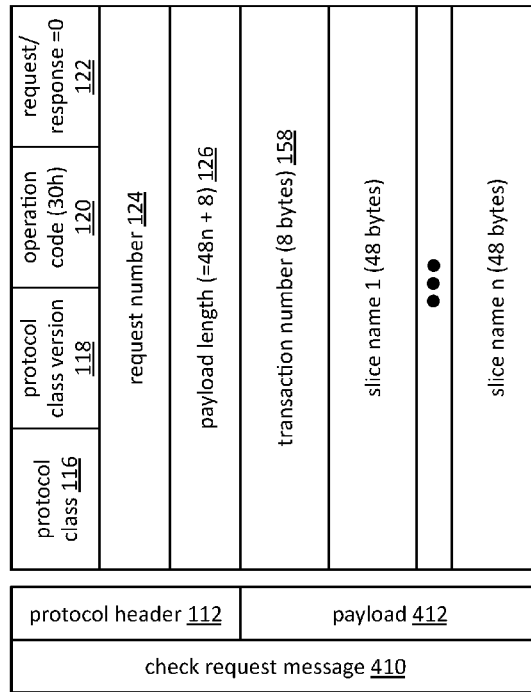 protocol
class 116
protocol
class version
118
operation
code (30h)
120
request/
response =0
122
request number 124
payload length (=48n + 8) 126
transaction number (8 bytes) 158
slice name 1 (48 bytes)
●●●
slice name n (48 bytes)
protocol header 112
payload 412
check request message 410